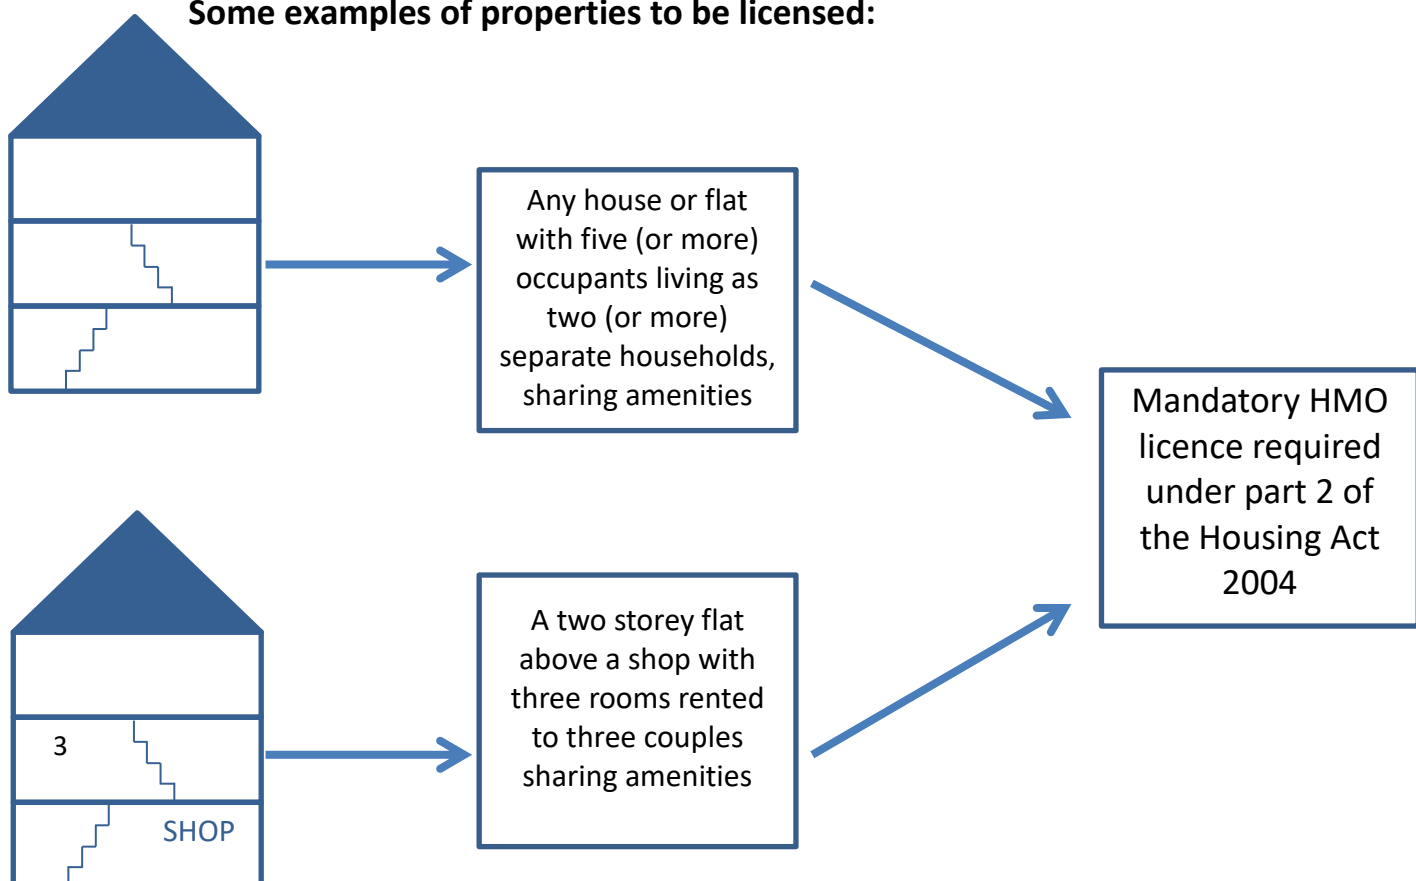 Some examples of properties to be licensed:
Any house or flat
with five (or more)
occupants living as
two (or more)
separate households,
sharing amenities
Mandatory HMO
licence required
under part 2 of
the Housing Act
2004
A two storey flat
above a shop with
three rooms rented
to three couples
sharing amenities
3
SHOP